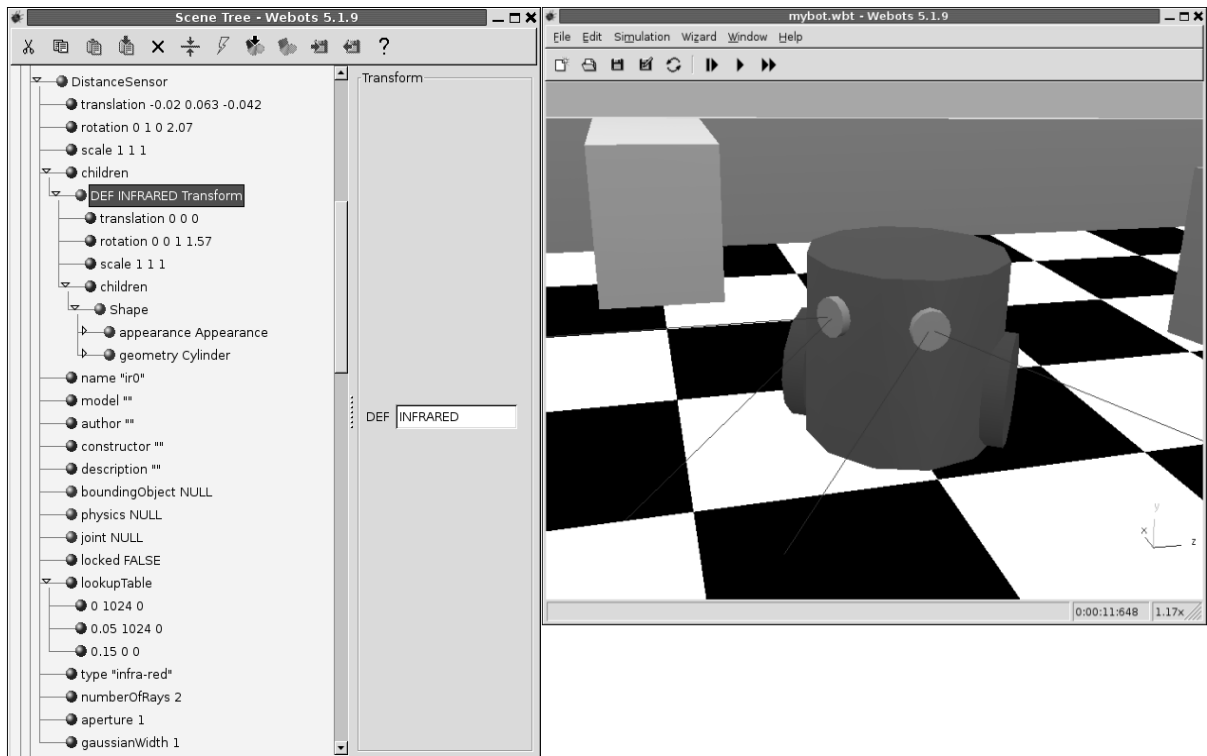 Scene Tree - Webots 5.1.9
?
DistanceSensor
translation -0.02 0.063 -0.042
rotation 0 1 0 2.07
scale 1 1 1
children
DEF INFRARED Transform
translation 0 0 0
rotation 0 0 1 1.57
scale 1 1 1
children
Shape
appearance Appearance
geometry Cylinder
name "ir0"
model ""
author ""
constructor ""
description ""
boundingObject NULL
physics NULL
joint NULL
locked FALSE
lookupTable
0 1024 0
0.05 1024 0
0.15 0 0
type "infra-red"
numberOfRays 2
aperture 1
gaussianWidth 1
Transform
DEF INFRARED
mybot.wbt - Webots 5.1.9
File Edit Simulation Wizard Window Help
y
x
z
0:00:11:648 1.17x